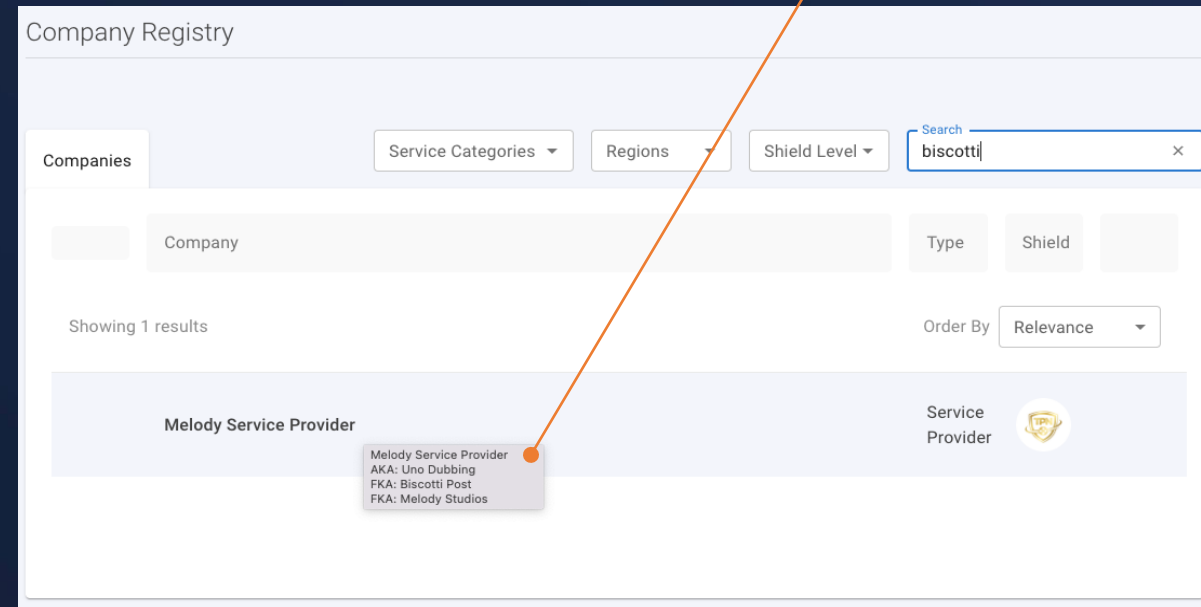 Company Registry
Companies
Service Categories
Regions
Shield Level
Search
biscotti
Company
Type
Shield
Showing 1 results
Order By
Relevance
Melody Service Provider
Service
Provider
TPN
Melody Service Provider
AKA: Uno Dubbing
FKA: Biscotti Post
FKA: Melody Studios